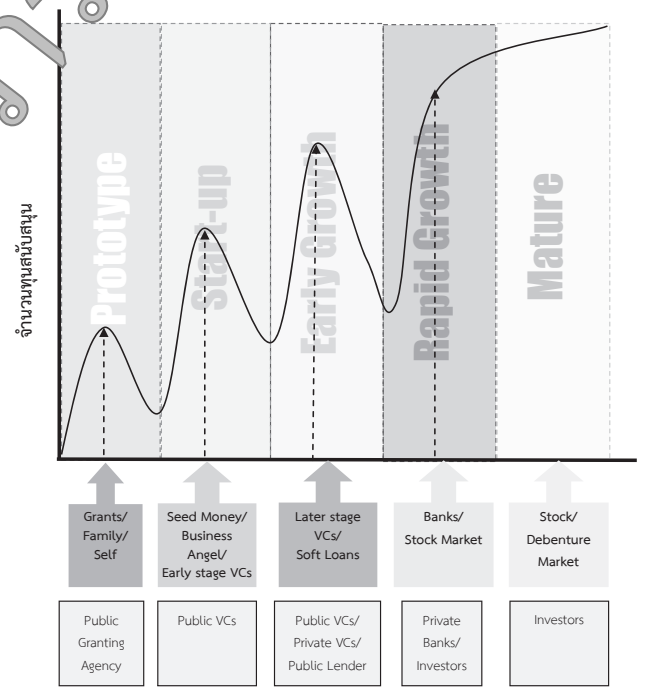 จำนวนทุนสนับสนุน
Prototype
Start-up
Early Growth
Rapid Growth
Mature
Grants/
Family/
Self
Seed Money/
Business
Angel/
Early stage VCs
Later stage
VCs/
Soft Loans
Banks/
Stock Market
Stock/
Debenture
Market
Public
Granting
Agency
Public VCs
Public VCs/
Private VCs/
Public Lender
Private
Banks/
Investors
Investors